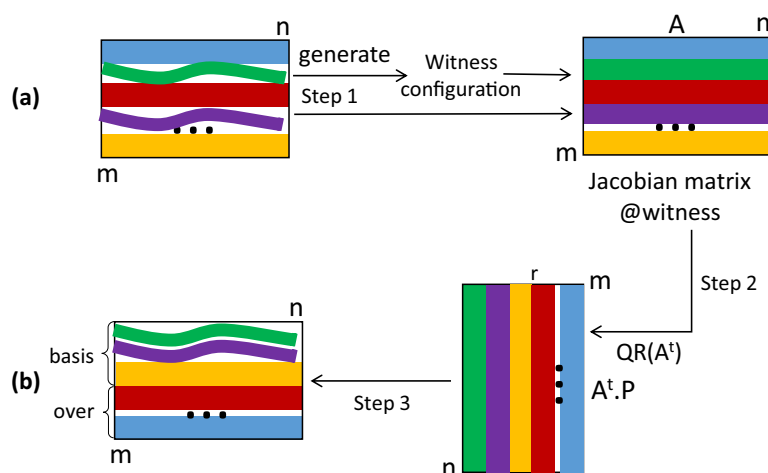 n
A
n
generate
Witness
configuration
(a)
Step 1
m
m
Jacobian matrix
@witness
r
m
Step 2
n
QR(Aᵗ)
basis
(b)
Aᵗ.P
Step 3
over
m
n